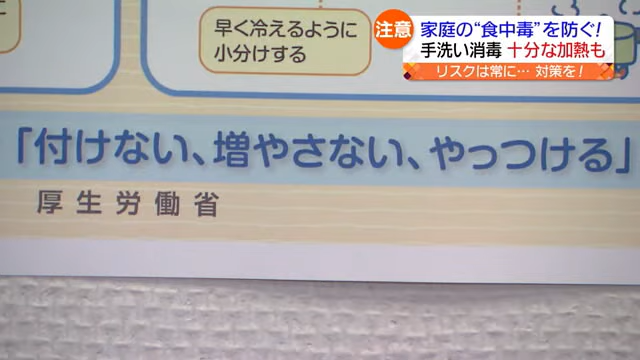 早く冷えるように
小分けする
注意
家庭の“食中毒”を防ぐ!
手洗い消毒 十分な加熱も
リスクは常に… 対策を!
「付けない、増やさない、やっつける」
厚生労働省